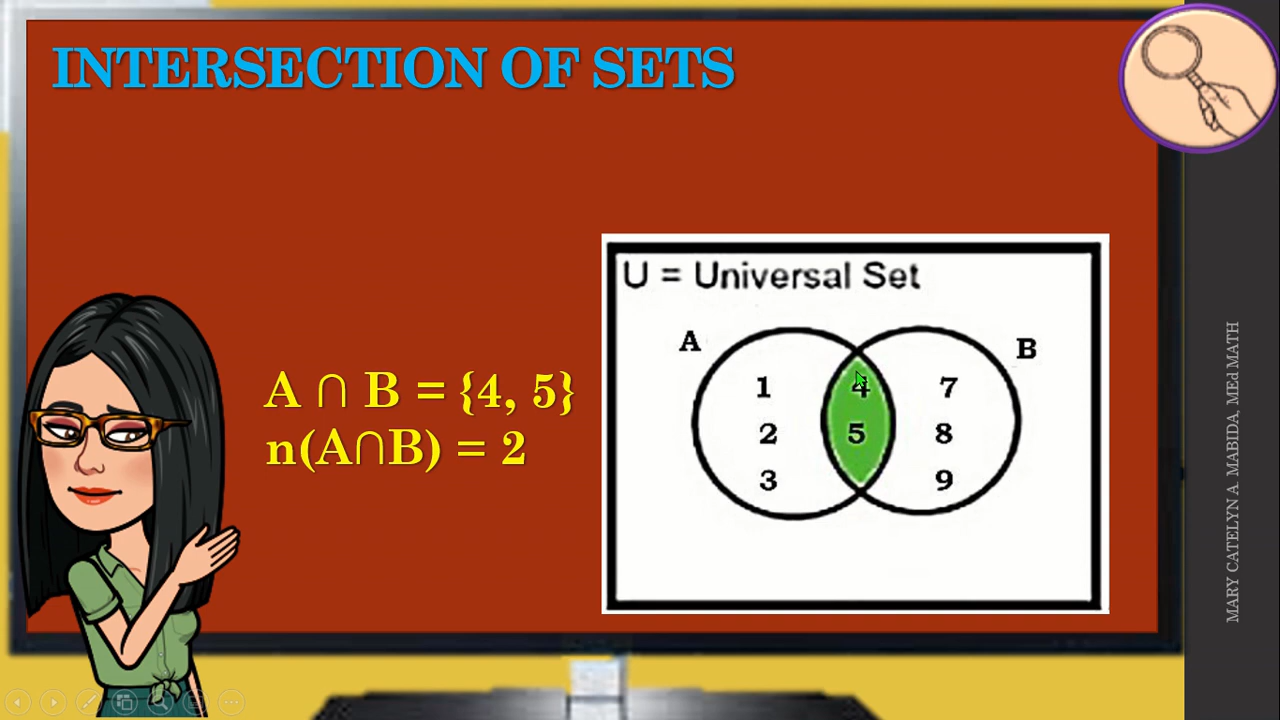 INTERSECTION OF SETS
A ∩ B = {4, 5}
n(A∩B) = 2
U = Universal Set
A
B
1 4 7
2 5 8
3 9
MARY CATELYN A. MABIDA, MEd MATH